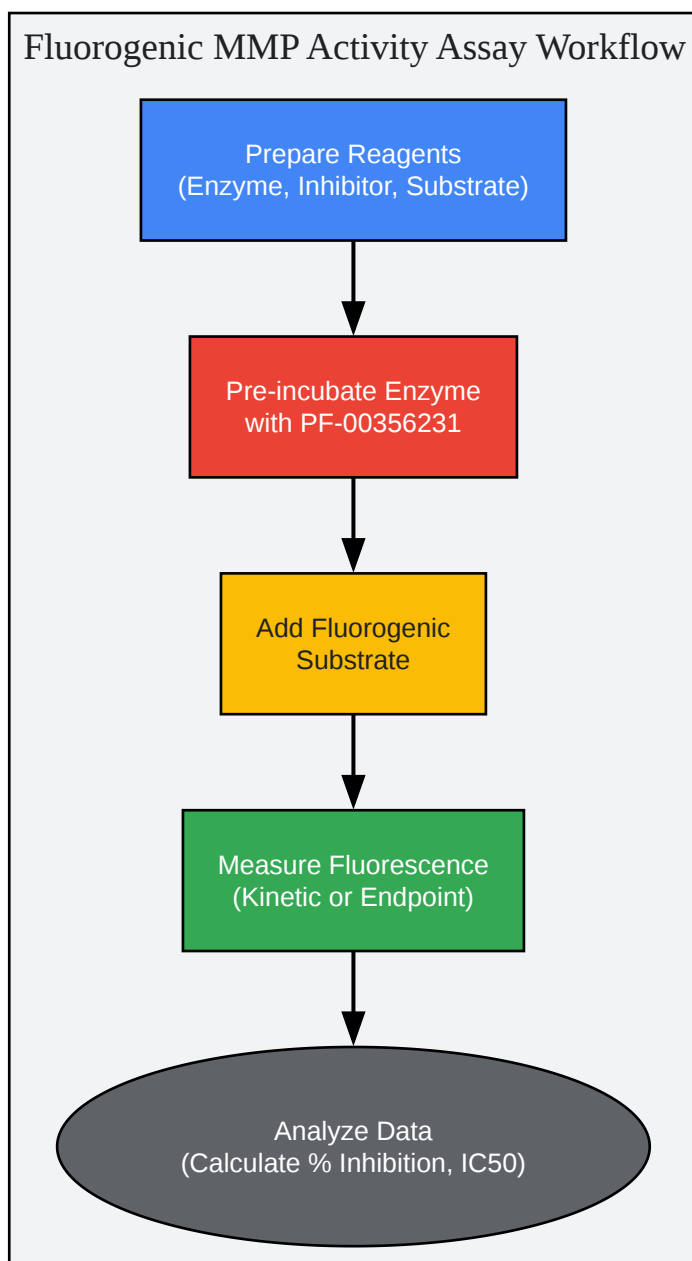 Fluorogenic MMP Activity Assay Workflow
Prepare Reagents
(Enzyme, Inhibitor, Substrate)
Pre-incubate Enzyme
with PF-00356231
Add Fluorogenic
Substrate
Measure Fluorescence
(Kinetic or Endpoint)
Analyze Data
(Calculate % Inhibition, IC50)